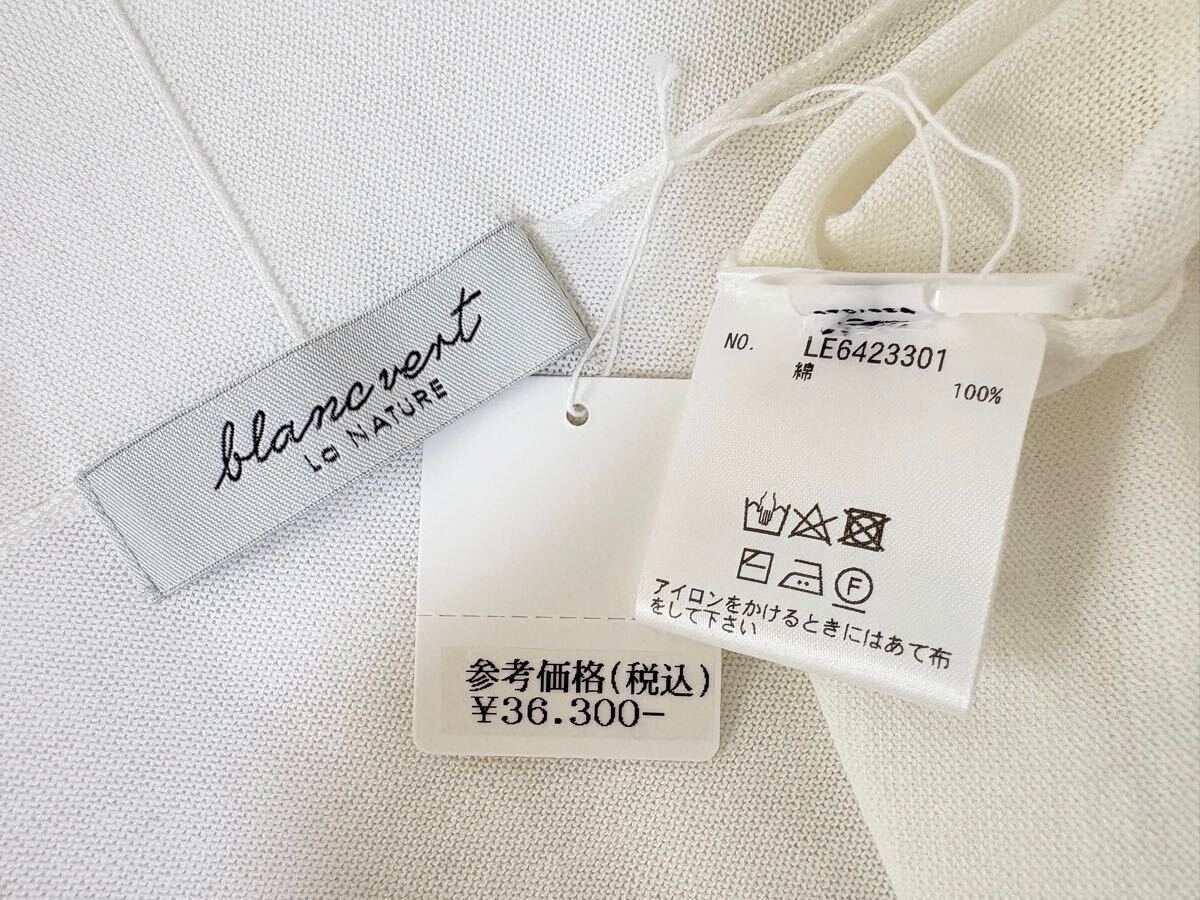 blanc vert
La NATURE
NO. LE6423301
綿 100%
F
アイロンをかけるときにはあて布
をして下さい
参考価格(税込)
¥36.300-